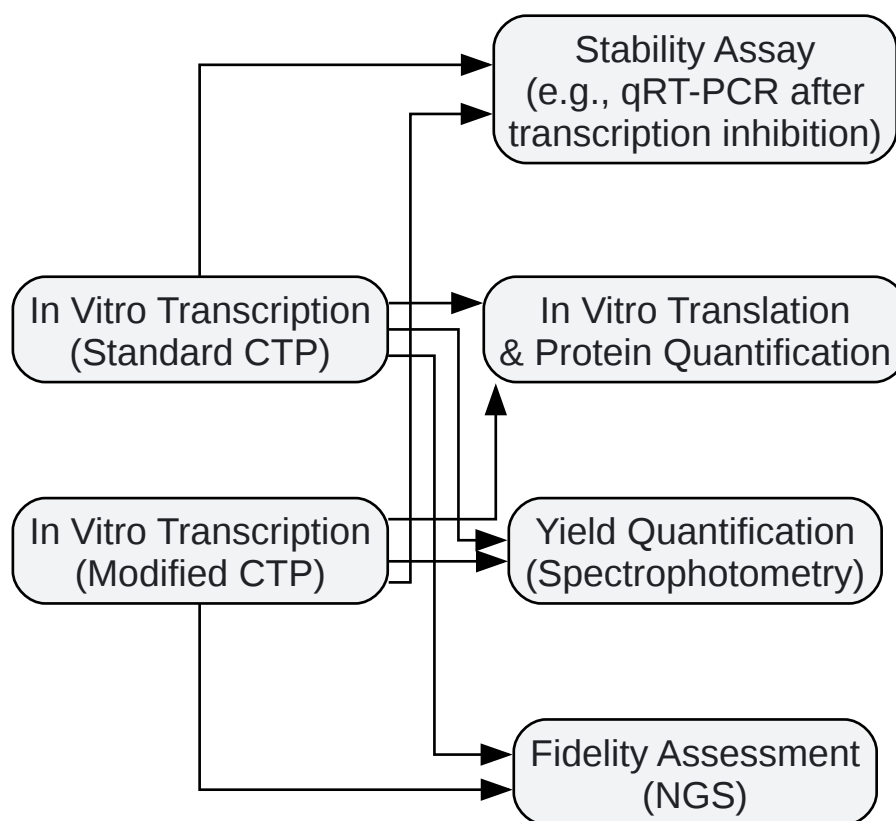 Stability Assay
(e.g., qRT-PCR after
transcription inhibition)
In Vitro Transcription
(Standard CTP)
In Vitro Translation
& Protein Quantification
In Vitro Transcription
(Modified CTP)
Yield Quantification
(Spectrophotometry)
Fidelity Assessment
(NGS)